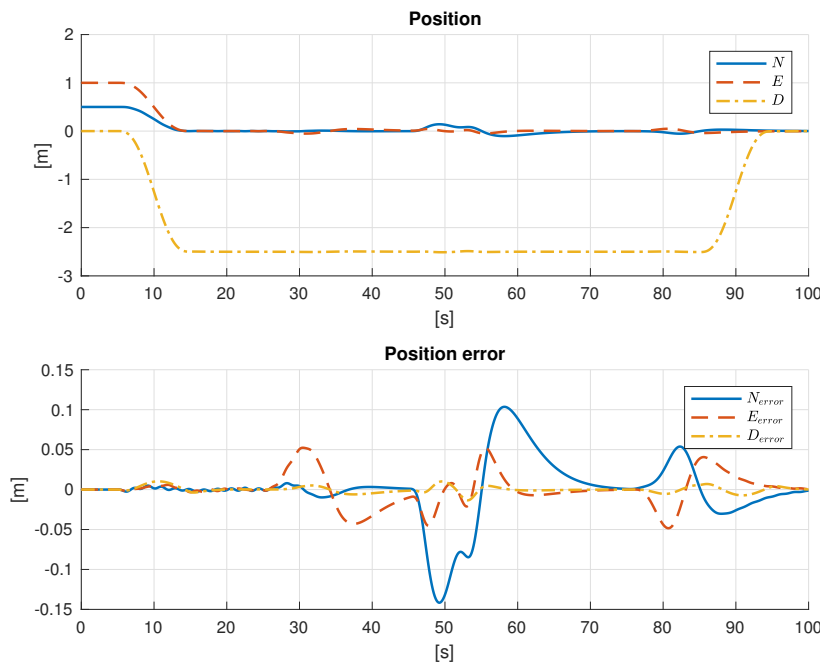 Position
2
1
0
-1
-2
-3
[m]
N
E
D
0 10 20 30 40 50 60 70 80 90 100
[s]
Position error
0.15
0.1
0.05
0
-0.05
-0.1
-0.15
[m]
N_error
E_error
D_error
0 10 20 30 40 50 60 70 80 90 100
[s]